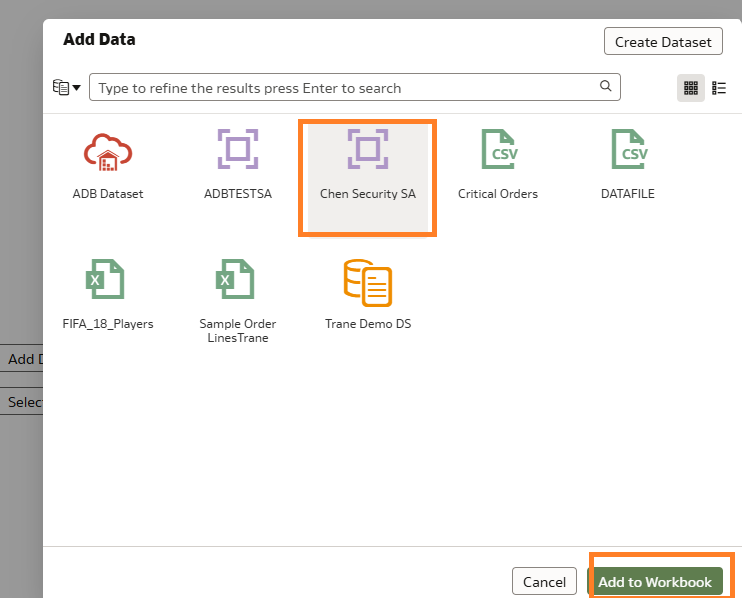 Add Data
Create Dataset
Type to refine the results press Enter to search
ADB Dataset
ADBTESTSA
Chen Security SA
CSV
Critical Orders
CSV
DATAFILE
X
FIFA_18_Players
X
Sample Order
LinesTrane
Trane Demo DS
Add D
Selec
Cancel
Add to Workbook